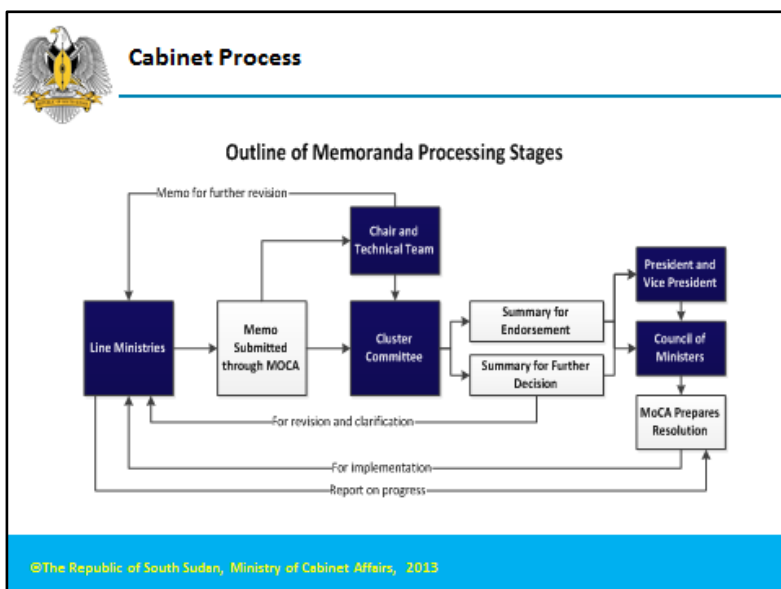 Cabinet Process
Outline of Memoranda Processing Stages
Memo for further revision
Chair and
Technical Team
President and
Vice President
Line Ministries
Memo
Submitted
through MOCA
Cluster
Committee
Summary for
Endorsement
Summary for Further
Decision
Council of
Ministers
For revision and clarification
MoCA Prepares
Resolution
For implementation
Report on progress
©The Republic of South Sudan, Ministry of Cabinet Affairs, 2013